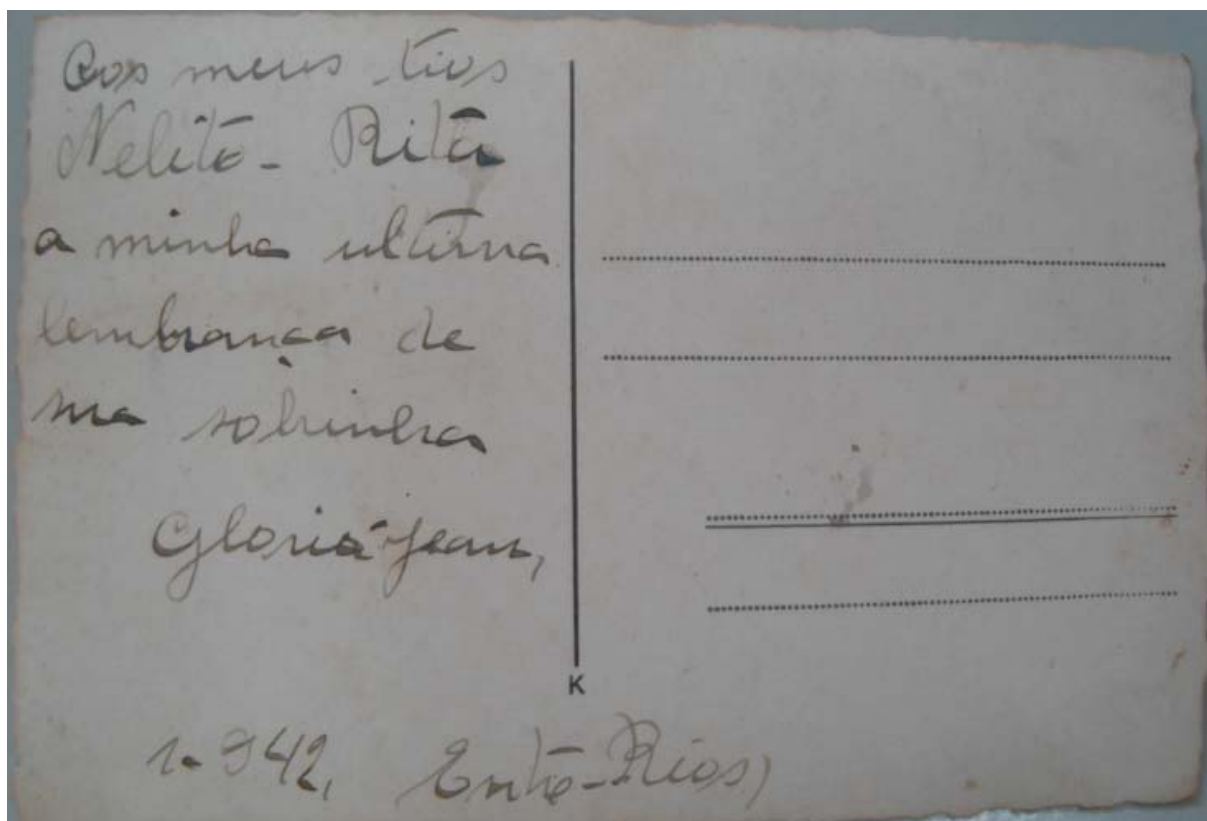 Aos meus tios
Nelito - Rita
a minha ultima
lembrança de
sua sobrinha
Gloria-Jean,
K
1-942, Entre-Rios,